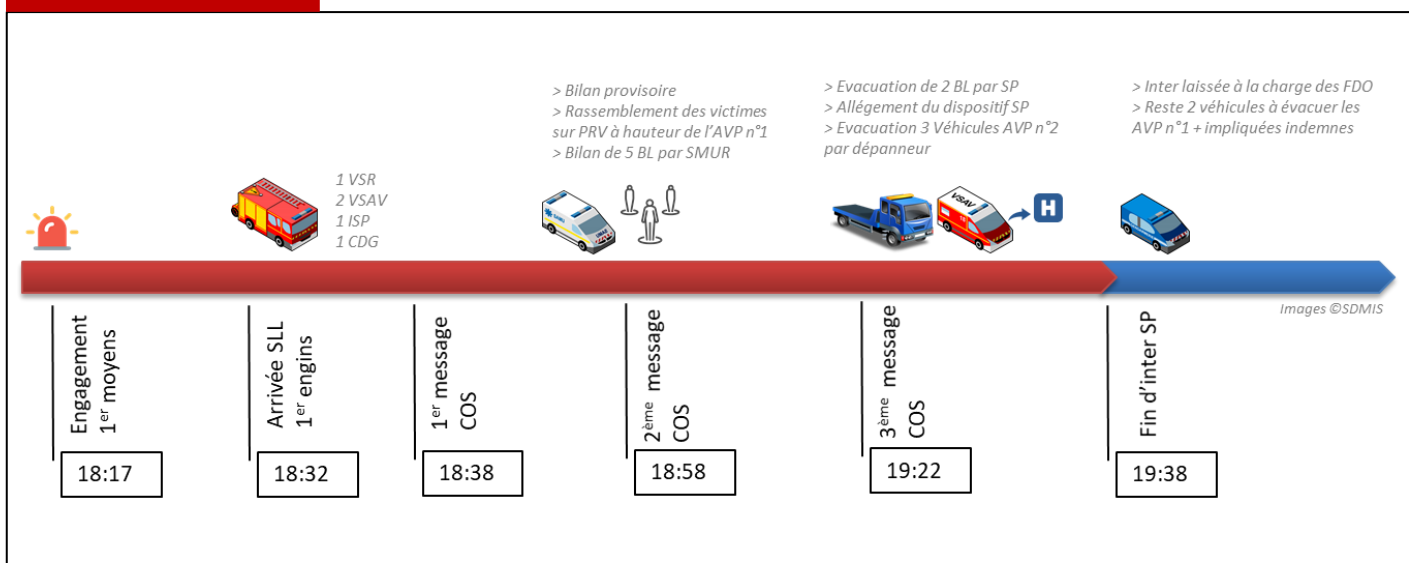 > Bilan provisoire
> Rassemblement des victimes
sur PRV à hauteur de l'AVP n°1
> Bilan de 5 BL par SMUR
> Evacuation de 2 BL par SP
> Allégement du dispositif SP
> Evacuation 3 Véhicules AVP n°2
par dépanneur
> Inter laissée à la charge des FDO
> Reste 2 véhicules à évacuer les
AVP n°1 + impliquées indemnes
1 VSR
2 VSAV
1 ISP
1 CDG
VSAV
H
Images ©SDMIS
Engagement
1er moyens
Arrivée SLL
1er engins
1er message
COS
2ème message
COS
3ème message
COS
Fin d'inter SP
18:17
18:32
18:38
18:58
19:22
19:38